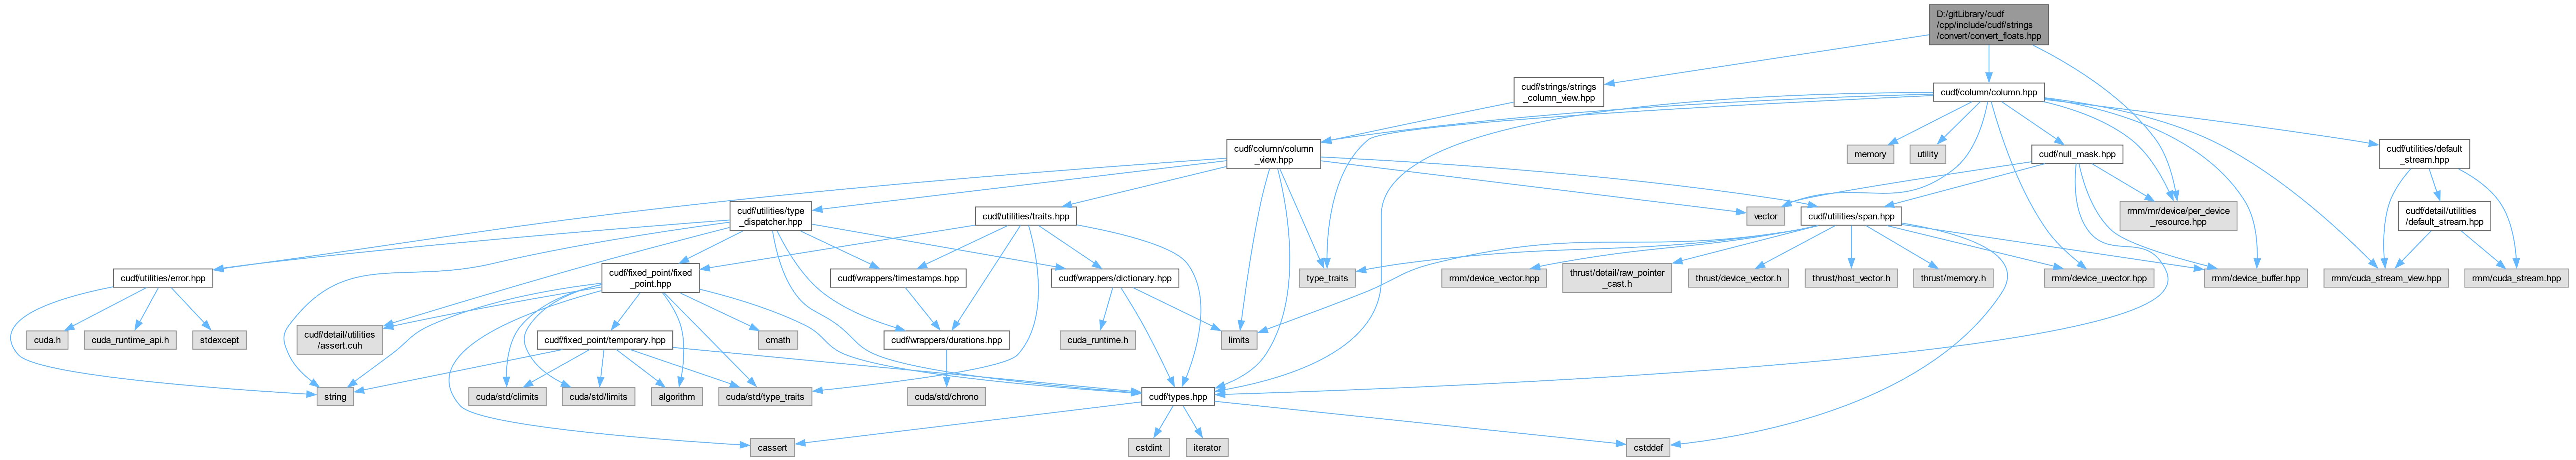 D:/gitLibrary/cudf
/cpp/include/cudf/strings
/convert/convert_floats.hpp
cudf/strings/strings
_column_view.hpp
cudf/column/column.hpp
cudf/column/column
_view.hpp
memory
utility
cudf/null_mask.hpp
cudf/utilities/default
_stream.hpp
cudf/utilities/type
_dispatcher.hpp
cudf/utilities/traits.hpp
vector
cudf/utilities/span.hpp
rmm/mr/device/per_device
_resource.hpp
cudf/detail/utilities
/default_stream.hpp
cudf/utilities/error.hpp
cudf/fixed_point/fixed
_point.hpp
cudf/wrappers/timestamps.hpp
cudf/wrappers/dictionary.hpp
type_traits
rmm/device_vector.hpp
thrust/detail/raw_pointer
_cast.h
thrust/device_vector.h
thrust/host_vector.h
thrust/memory.h
rmm/device_uvector.hpp
rmm/device_buffer.hpp
rmm/cuda_stream_view.hpp
rmm/cuda_stream.hpp
cuda.h
cuda_runtime_api.h
stdexcept
cudf/detail/utilities
/assert.cuh
cudf/fixed_point/temporary.hpp
cmath
cudf/wrappers/durations.hpp
cuda_runtime.h
limits
string
cuda/std/climits
cuda/std/limits
algorithm
cuda/std/type_traits
cuda/std/chrono
cudf/types.hpp
cassert
cstdint
iterator
cstddef